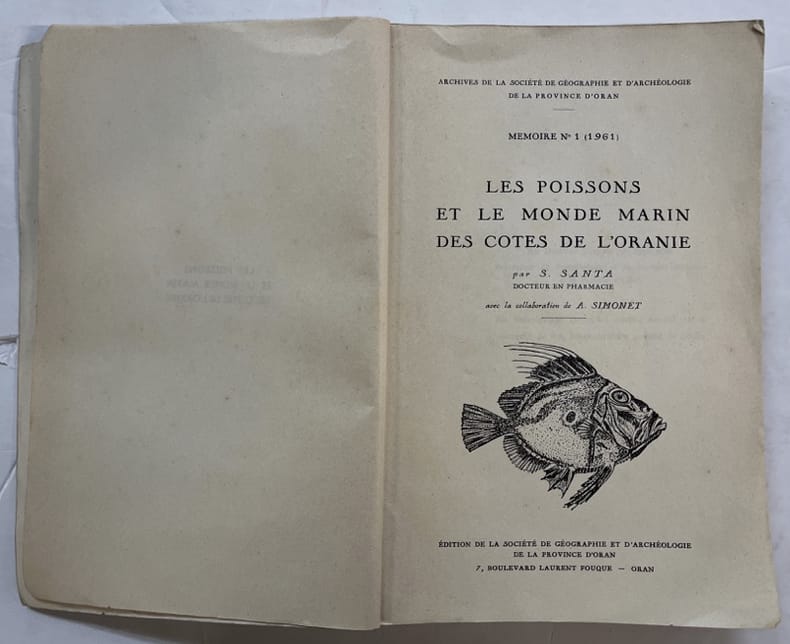 ARCHIVES DE LA SOCIÉTÉ DE GÉOGRAPHIE ET D'ARCHÉOLOGIE
DE LA PROVINCE D'ORAN
MEMOIRE N° 1 (1961)
LES POISSONS
ET LE MONDE MARIN
DES COTES DE L'ORANIE
par S. SANTA
DOCTEUR EN PHARMACIE
avec la collaboration de A. SIMONET
ÉDITION DE LA SOCIÉTÉ DE GÉOGRAPHIE ET D'ARCHÉOLOGIE
DE LA PROVINCE D'ORAN
7, BOULEVARD LAURENT FOUQUE — ORAN